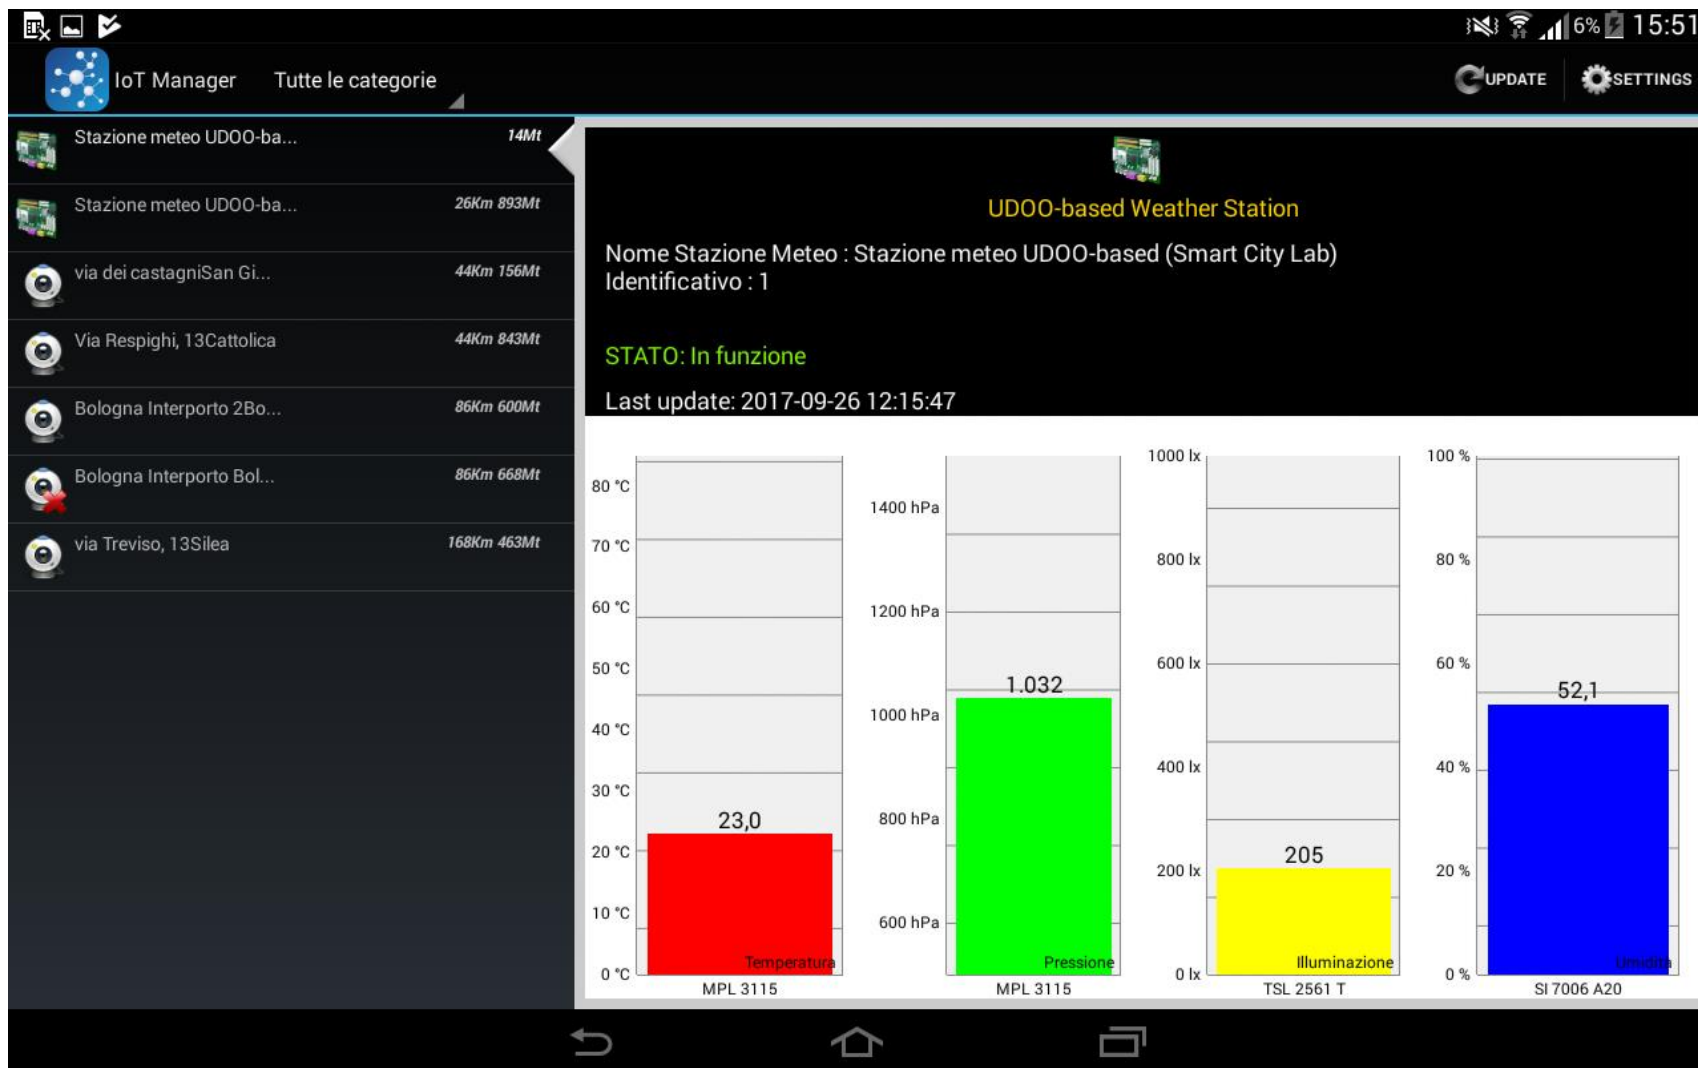 6% 15:51
IoT Manager Tutte le categorie UPDATE SETTINGS
Stazione meteo UDOO-ba... 14Mt
Stazione meteo UDOO-ba... 26Km 893Mt
via dei castagniSan Gi... 44Km 156Mt
Via Respighi, 13Cattolica 44Km 843Mt
Bologna Interporto 2Bo... 86Km 600Mt
Bologna Interporto Bol... 86Km 668Mt
via Treviso, 13Silea 168Km 463Mt
UDOO-based Weather Station
Nome Stazione Meteo : Stazione meteo UDOO-based (Smart City Lab)
Identificativo : 1
STATO: In funzione
Last update: 2017-09-26 12:15:47
80 °C
70 °C
60 °C
50 °C
40 °C
30 °C
20 °C
10 °C
0 °C
23,0
Temperatura
MPL 3115
1400 hPa
1200 hPa
1000 hPa
800 hPa
600 hPa
1.032
Pressione
MPL 3115
1000 lx
800 lx
600 lx
400 lx
200 lx
0 lx
205
Illuminazione
TSL 2561 T
100 %
80 %
60 %
40 %
20 %
0 %
52,1
Umidita
SI 7006 A20